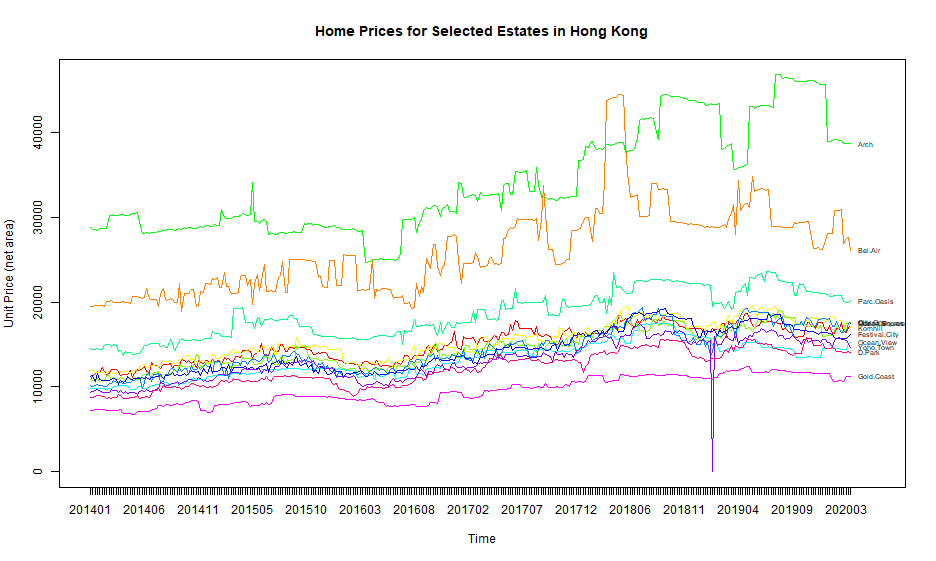 Home Prices for Selected Estates in Hong Kong
Unit Price (net area)
40000
30000
20000
10000
0
Arch
Bel.Air
Parc.Oasis
Kornhill
Festival.City
Ocean.View
Yoho.Town
D.Park
Gold.Coast
201401 201406 201411 201505 201510 201603 201608 201702 201707 201712 201806 201811 201904 201909 202003
Time